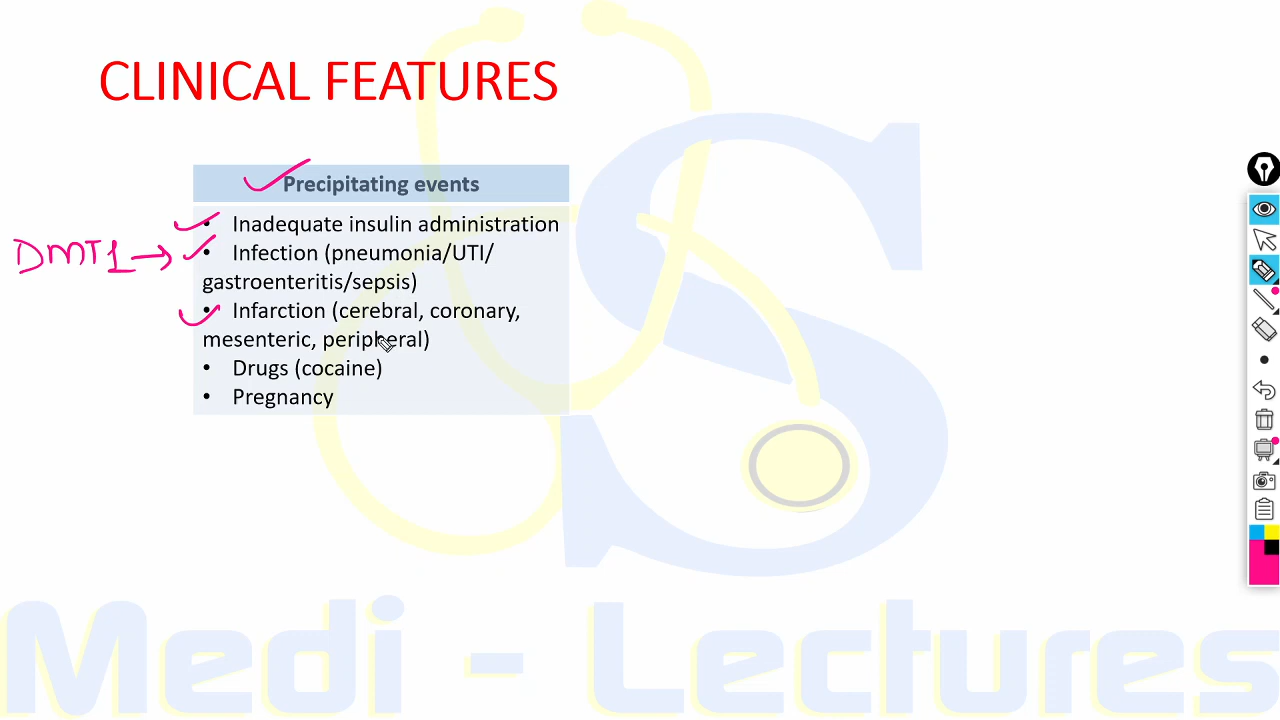 CLINICAL FEATURES
Precipitating events
• Inadequate insulin administration
DMT1 → • Infection (pneumonia/UTI/
gastroenteritis/sepsis)
• Infarction (cerebral, coronary,
mesenteric, peripheral)
• Drugs (cocaine)
• Pregnancy
Medi - Lectures